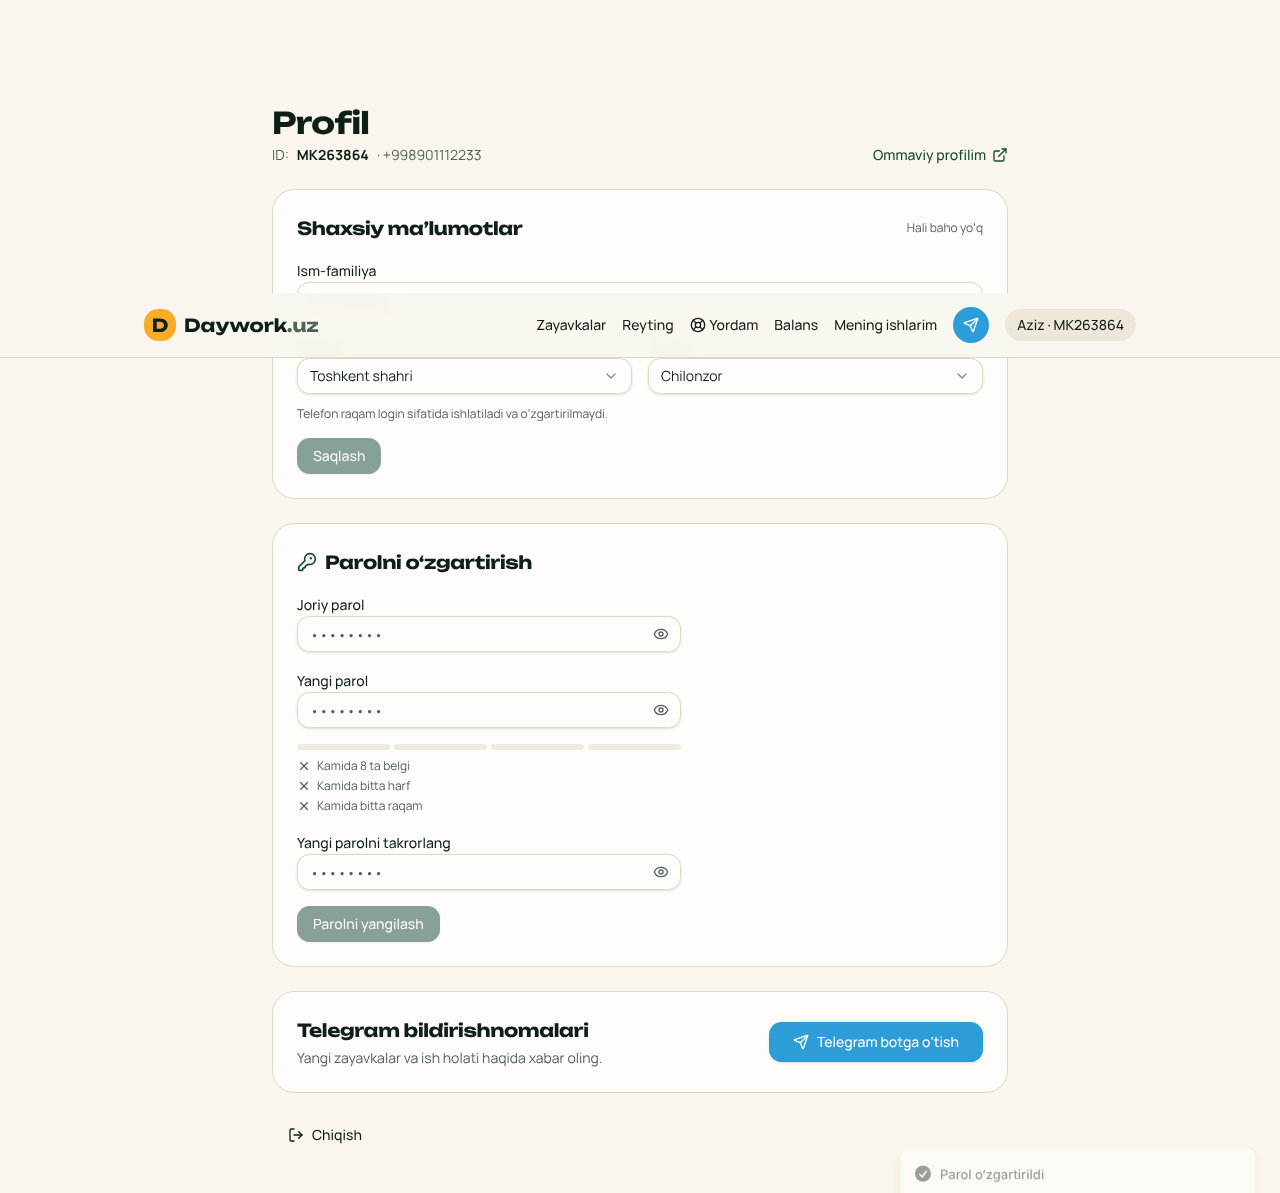 Profil
ID: MK263864 · +998901112233
Ommaviy profilim
Shaxsiy ma’lumotlar
Hali baho yo‘q
Ism-familiya
D Daywork.uz
Zayavkalar
Reyting
Yordam
Balans
Mening ishlarim
Aziz · MK263864
Toshkent shahri
Chilonzor
Telefon raqam login sifatida ishlatiladi va o‘zgartirilmaydi.
Saqlash
Parolni o‘zgartirish
Joriy parol
••••••••
Yangi parol
••••••••
Kamida 8 ta belgi
Kamida bitta harf
Kamida bitta raqam
Yangi parolni takrorlang
••••••••
Parolni yangilash
Telegram bildirishnomalari
Yangi zayavkalar va ish holati haqida xabar oling.
Telegram botga o‘tish
Chiqish
Parol o‘zgartirildi